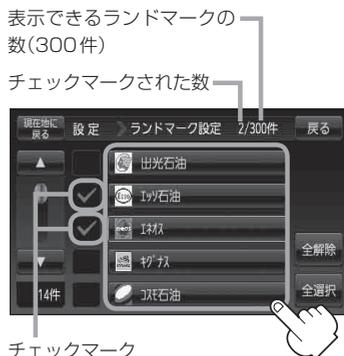 表示できるランドマークの
数(300件)
チェックマークされた数
現在地に戻る 設定 ランドマーク設定 2/300件 戻る
出光石油
Esso エッソ石油
ENEOS エネオス
キグナス
コスモ石油
14件
全解除
全選択
チェックマーク